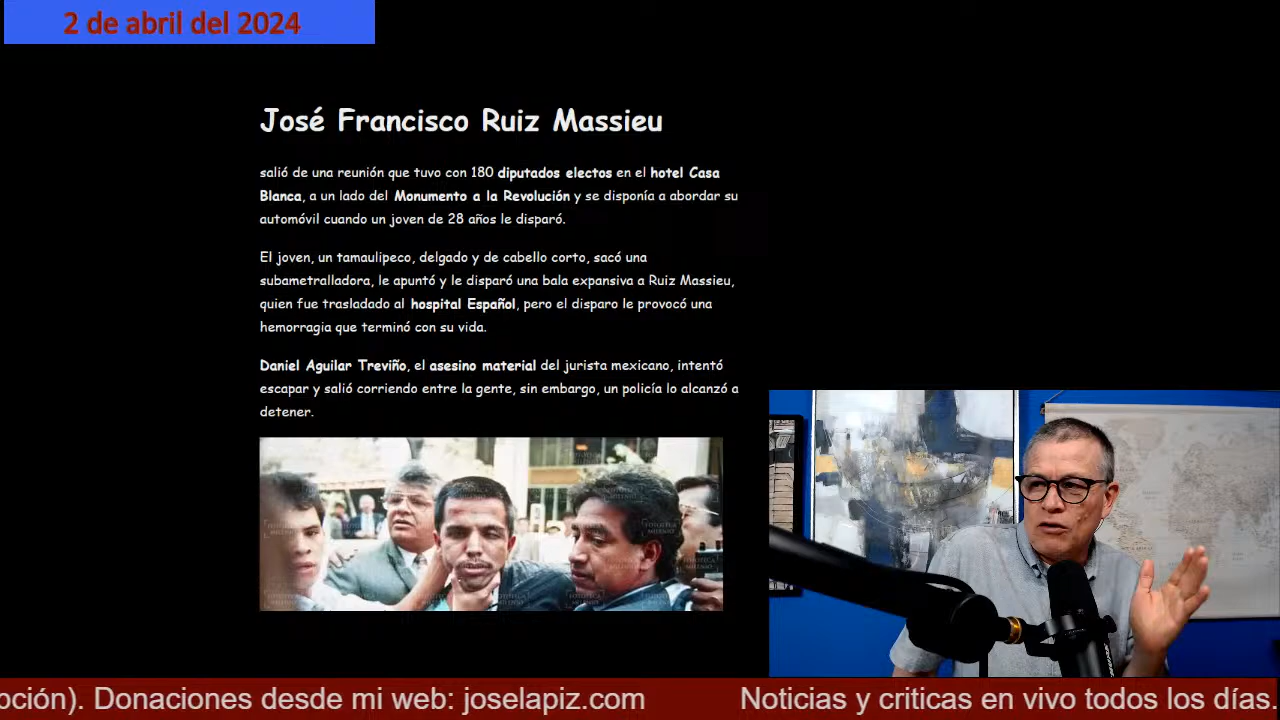 2 de abril del 2024
José Francisco Ruiz Massieu
salió de una reunión que tuvo con 180 diputados electos en el hotel Casa
Blanca, a un lado del Monumento a la Revolución y se disponía a abordar su
automóvil cuando un joven de 28 años le disparó.
El joven, un tamaulipeco, delgado y de cabello corto, sacó una
subametralladora, le apuntó y le disparó una bala expansiva a Ruiz Massieu,
quien fue trasladado al hospital Español, pero el disparo le provocó una
hemorragia que terminó con su vida.
Daniel Aguilar Treviño, el asesino material del jurista mexicano, intentó
escapar y salió corriendo entre la gente, sin embargo, un policía lo alcanzó a
detener.
oción). Donaciones desde mi web: joselapiz.com Noticias y criticas en vivo todos los días.